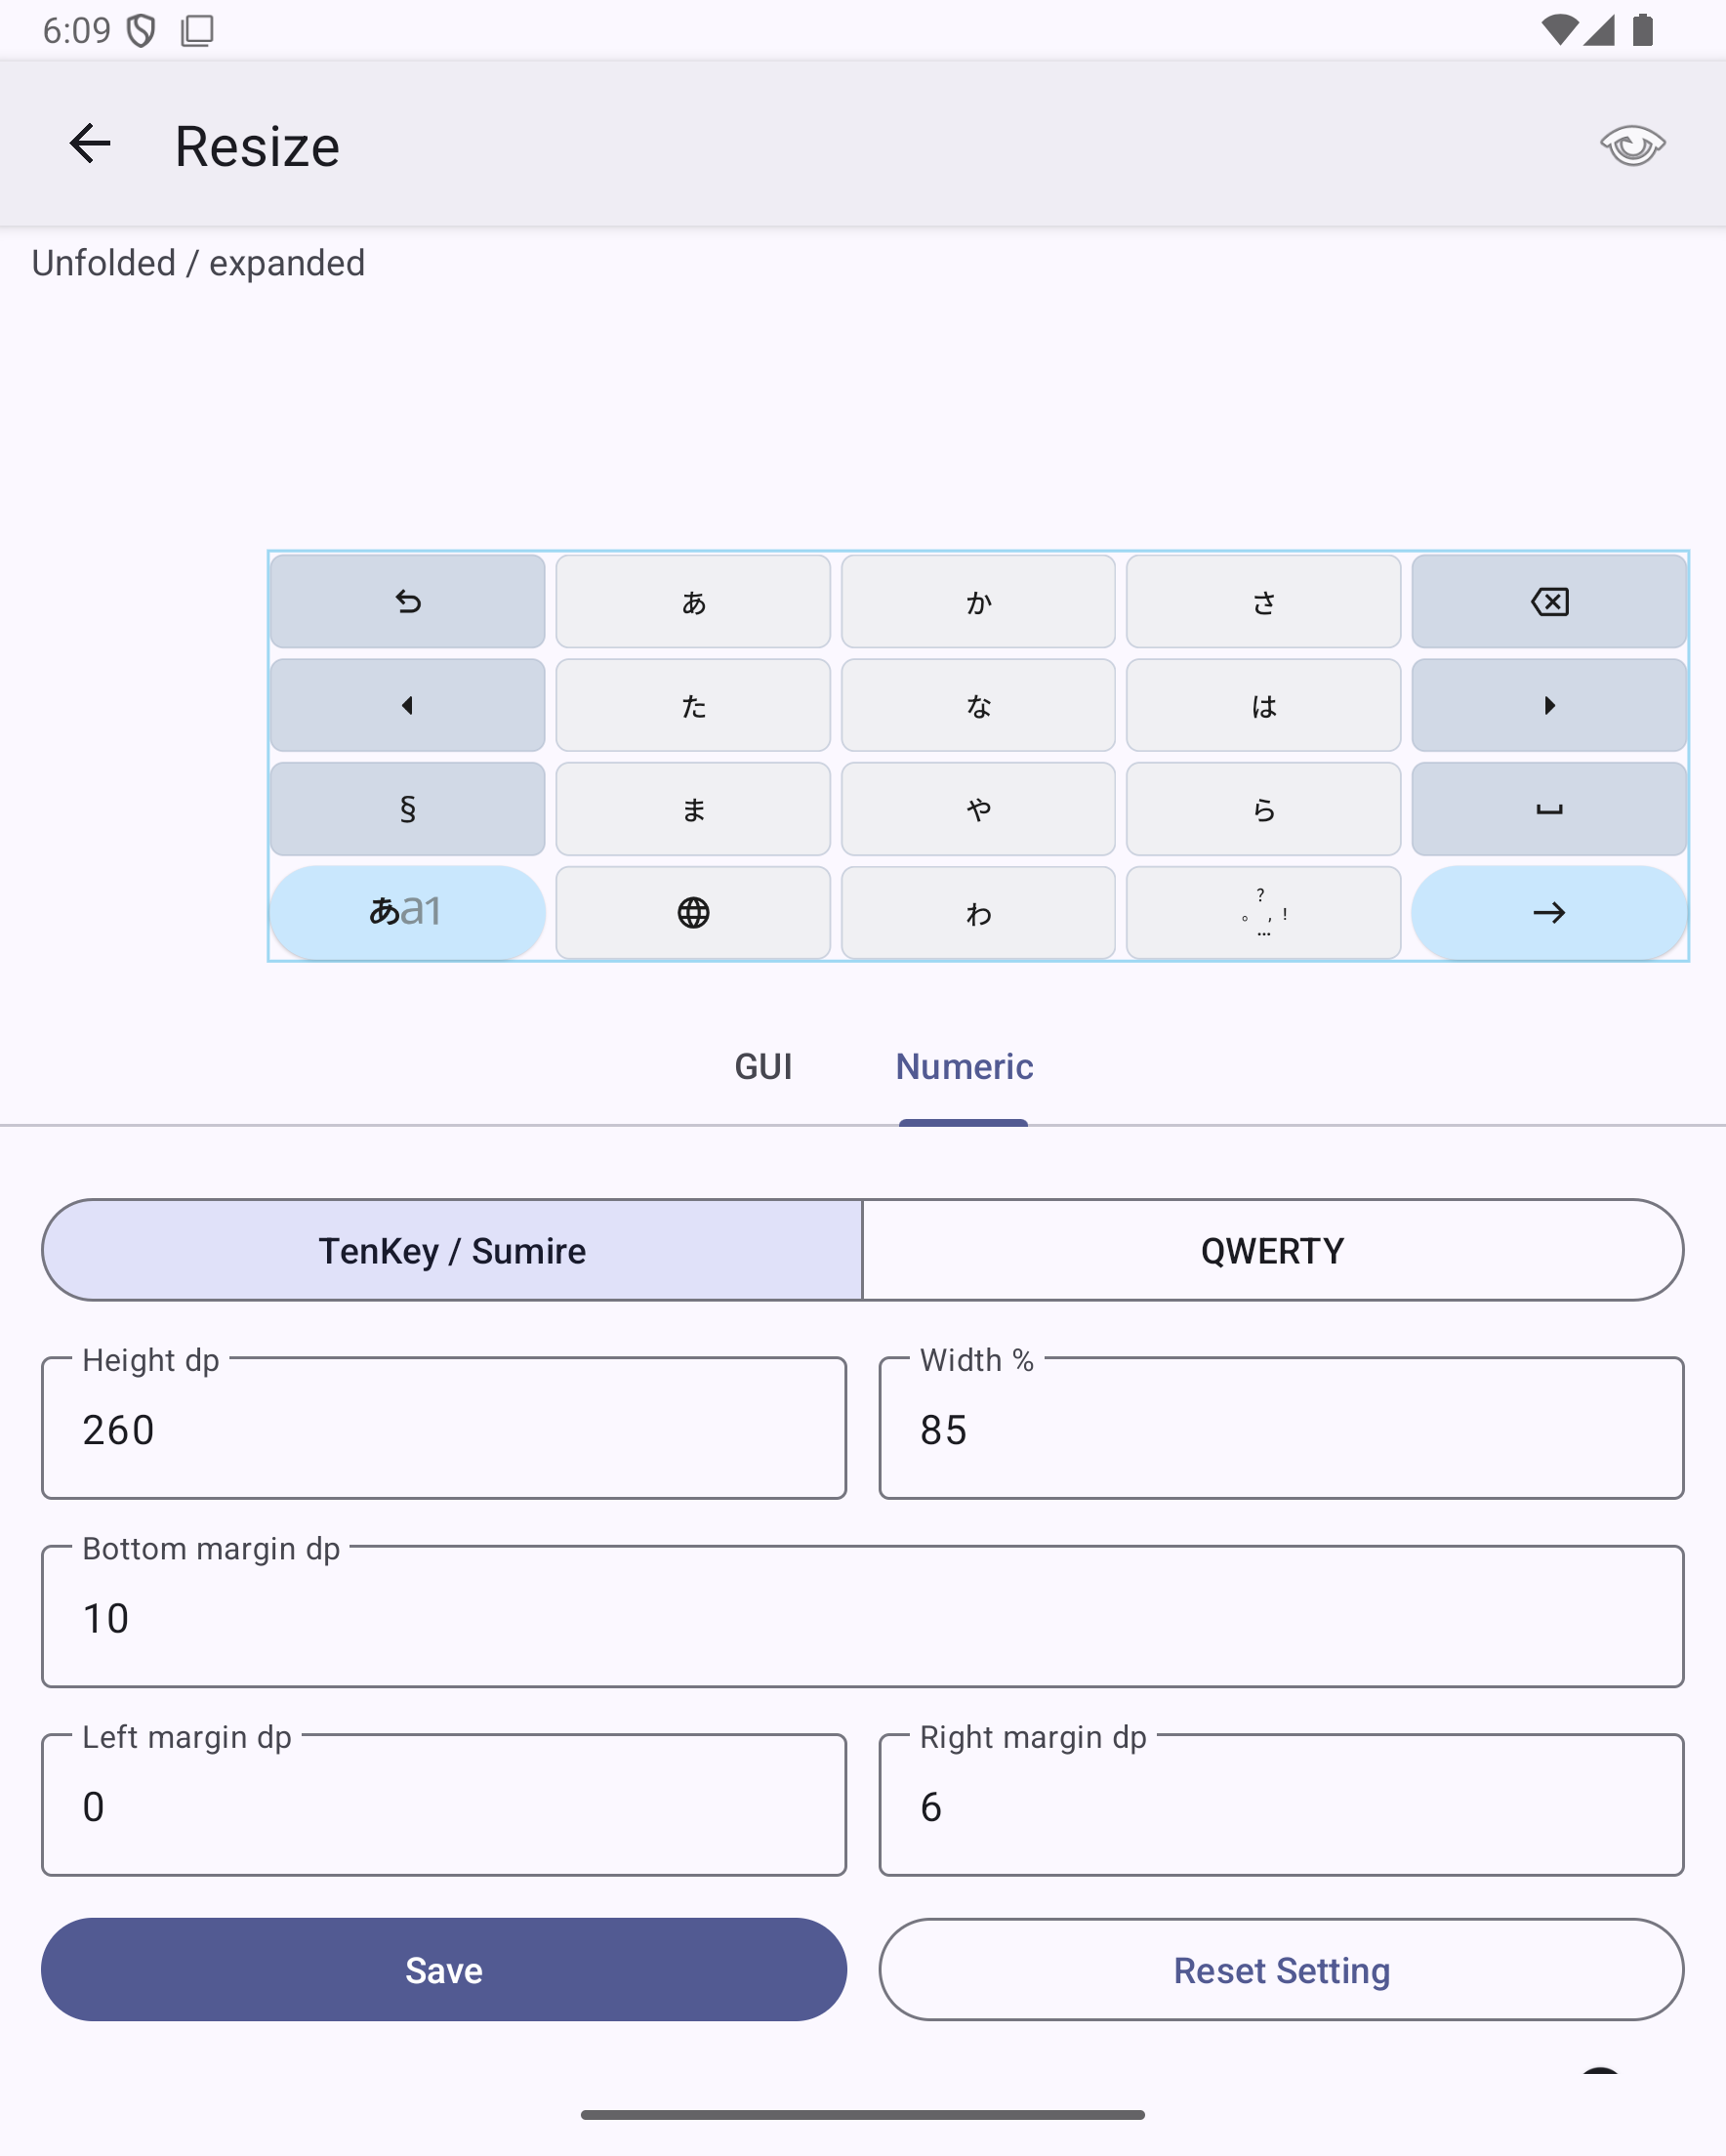 6:09
Resize
Unfolded / expanded
あ か さ
た な は
§ ま や ら
あa1 わ 。?,!…
GUI Numeric
TenKey / Sumire QWERTY
Height dp Width %
260 85
Bottom margin dp
10
Left margin dp Right margin dp
0 6
Save Reset Setting